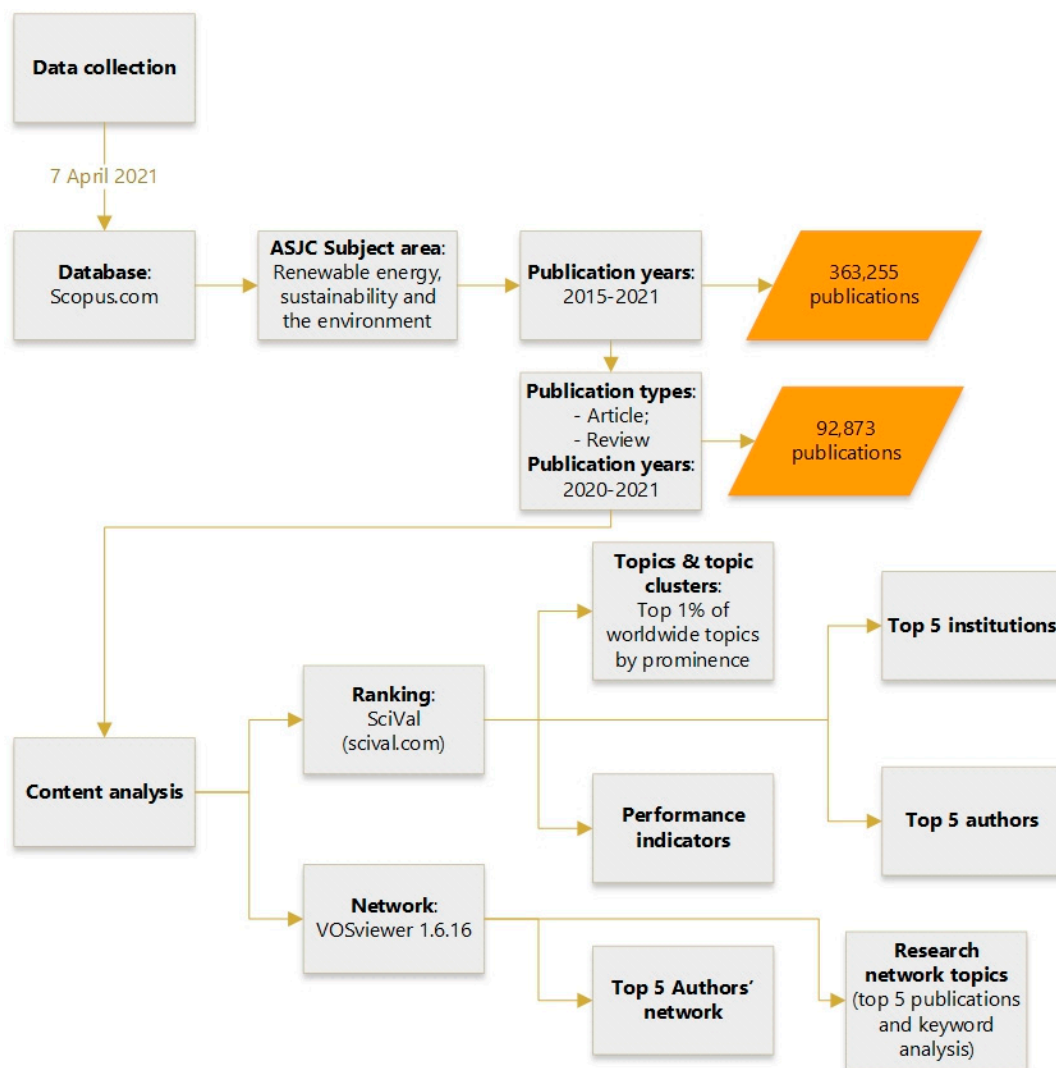 Data collection
7 April 2021
Database:
Scopus.com
ASJC Subject area:
Renewable energy,
sustainability and
the environment
Publication years:
2015-2021
363,255
publications
Publication types:
- Article;
- Review
Publication years:
2020-2021
92,873
publications
Topics & topic
clusters:
Top 1% of
worldwide topics
by prominence
Top 5 institutions
Ranking:
SciVal
(scival.com)
Content analysis
Performance
indicators
Top 5 authors
Network:
VOSviewer 1.6.16
Top 5 Authors’
network
Research
network topics
(top 5 publications
and keyword
analysis)